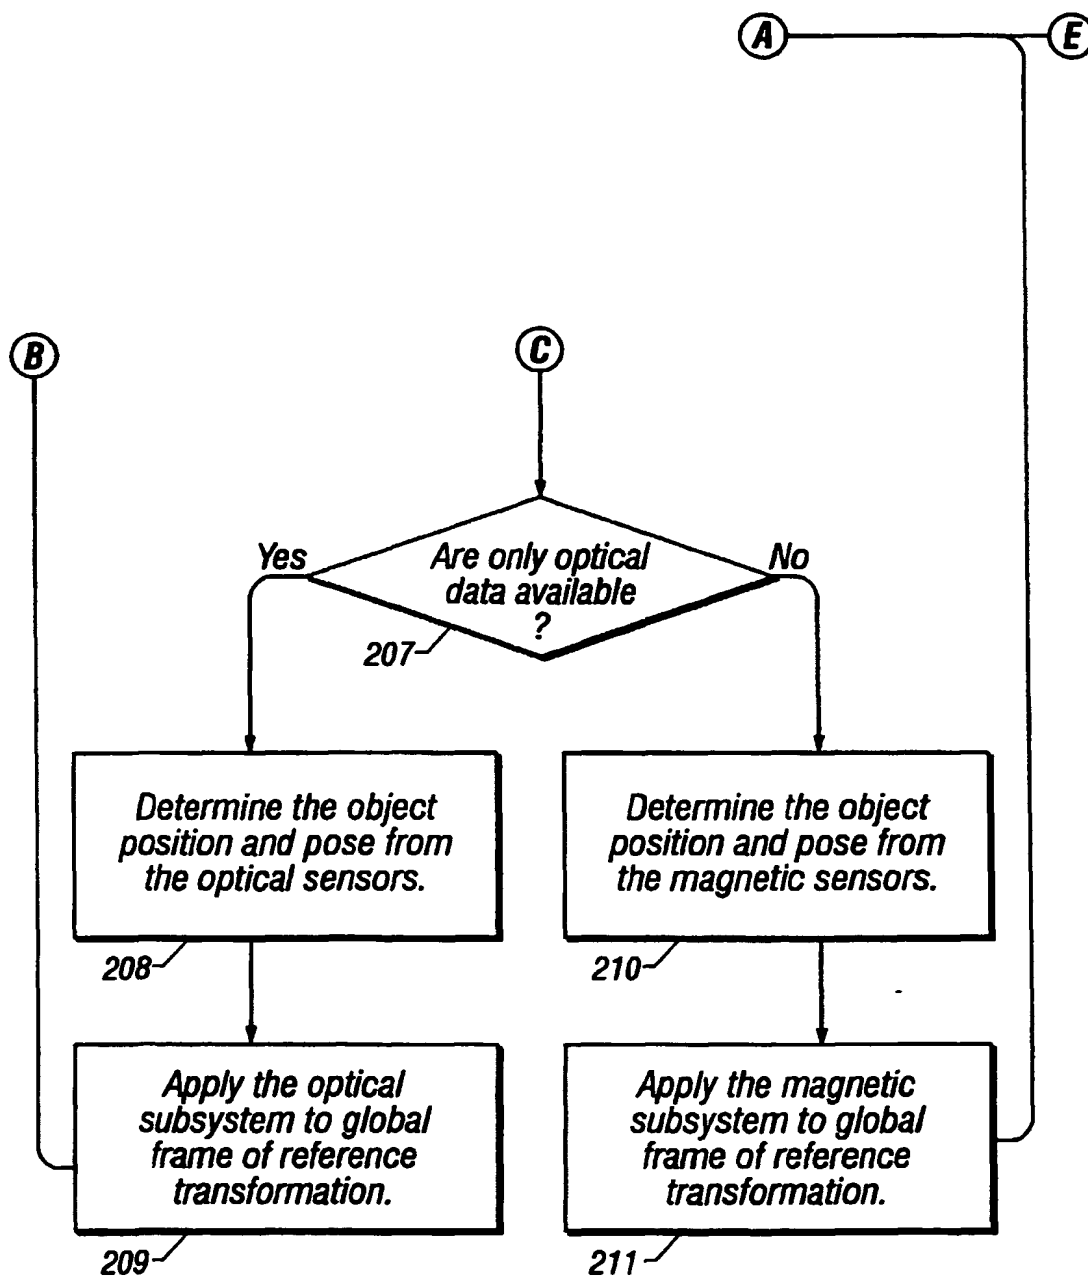 A
E
B
C
Yes
Are only optical
data available
?
No
207
Determine the object
position and pose from
the optical sensors.
208
Determine the object
position and pose from
the magnetic sensors.
210
Apply the optical
subsystem to global
frame of reference
transformation.
209
Apply the magnetic
subsystem to global
frame of reference
transformation.
211